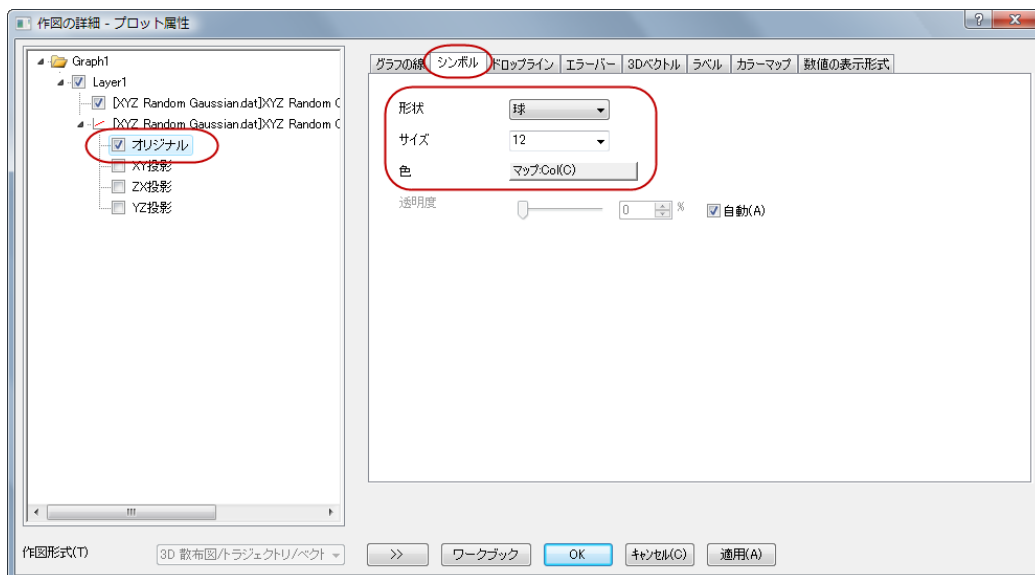 作図の詳細 - プロット属性
Graph1
Layer1
[XYZ Random Gaussian.dat]XYZ Random
[XYZ Random Gaussian.dat]XYZ Random
オリジナル
XY投影
ZX投影
YZ投影
グラフの線 シンボル ドロップライン エラーバー 3Dベクトル ラベル カラーマップ 数値の表示形式
形状 球
サイズ 12
色 マップ:Col(C)
透明度 0 % 自動(A)
作図形式(T) 3D 散布図/トラジェクトリ/ベクト >> ワークブック OK キャンセル(C) 適用(A)